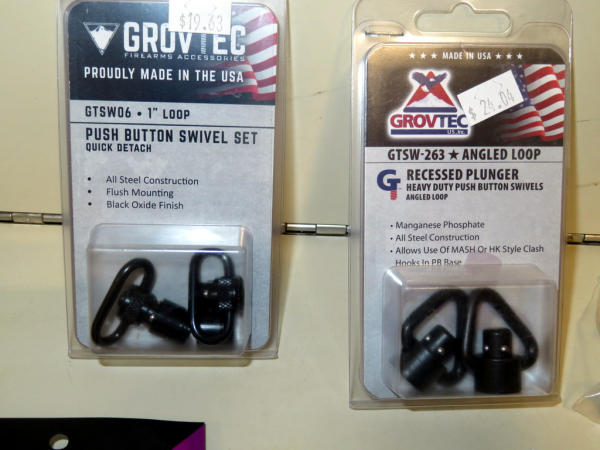 $19.63
GROVTEC
FIREARMS ACCESSORIES
PROUDLY MADE IN THE USA
GTSW06 • 1" LOOP
PUSH BUTTON SWIVEL SET
QUICK DETACH
• All Steel Construction
• Flush Mounting
• Black Oxide Finish
★ ★ ★ MADE IN USA ★ ★ ★
$24.04
GROVTEC
US, Inc.
GTSW-263 ★ ANGLED LOOP
GT
RECESSED PLUNGER
HEAVY DUTY PUSH BUTTON SWIVELS
ANGLED LOOP
• Manganese Phosphate
• All Steel Construction
• Allows Use Of MA5H Or HK Style Clash
Hooks In PB Base